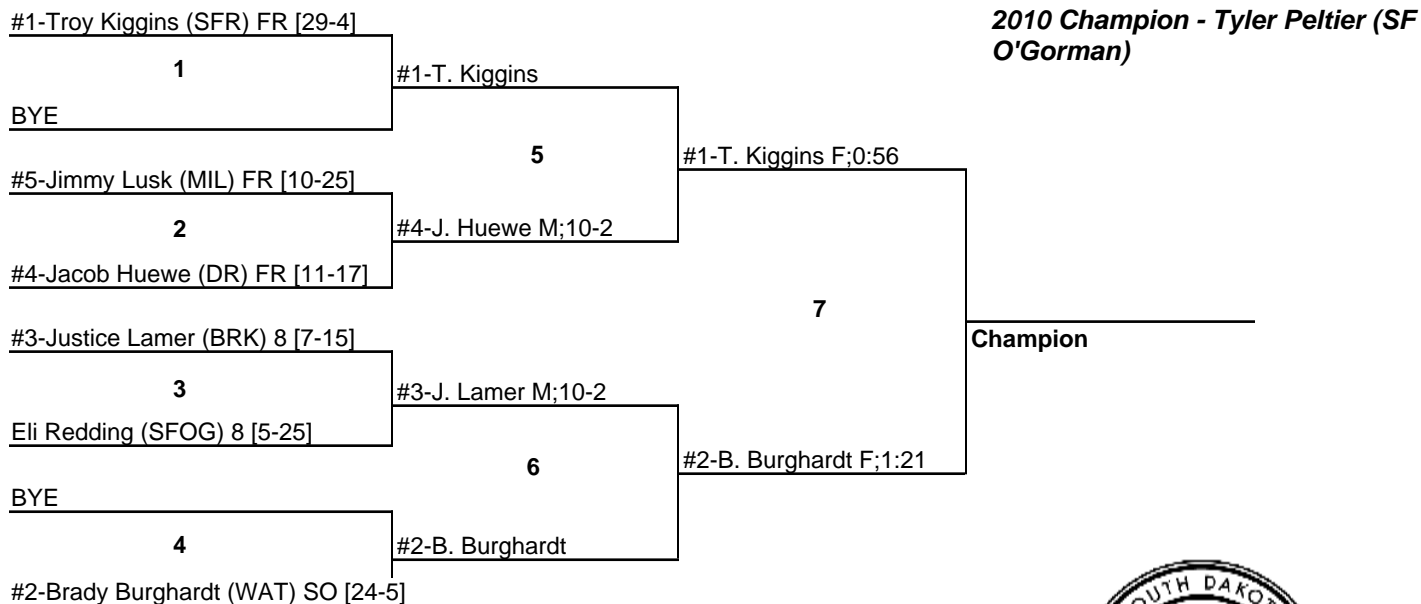 #1-Troy Kiggins (SFR) FR [29-4]
2010 Champion - Tyler Peltier (SF
O'Gorman)
1
#1-T. Kiggins
BYE
5
#1-T. Kiggins F;0:56
#5-Jimmy Lusk (MIL) FR [10-25]
2
#4-J. Huewe M;10-2
#4-Jacob Huewe (DR) FR [11-17]
7
#3-Justice Lamer (BRK) 8 [7-15]
Champion
3
#3-J. Lamer M;10-2
Eli Redding (SFOG) 8 [5-25]
6
#2-B. Burghardt F;1:21
BYE
4
#2-B. Burghardt
#2-Brady Burghardt (WAT) SO [24-5]